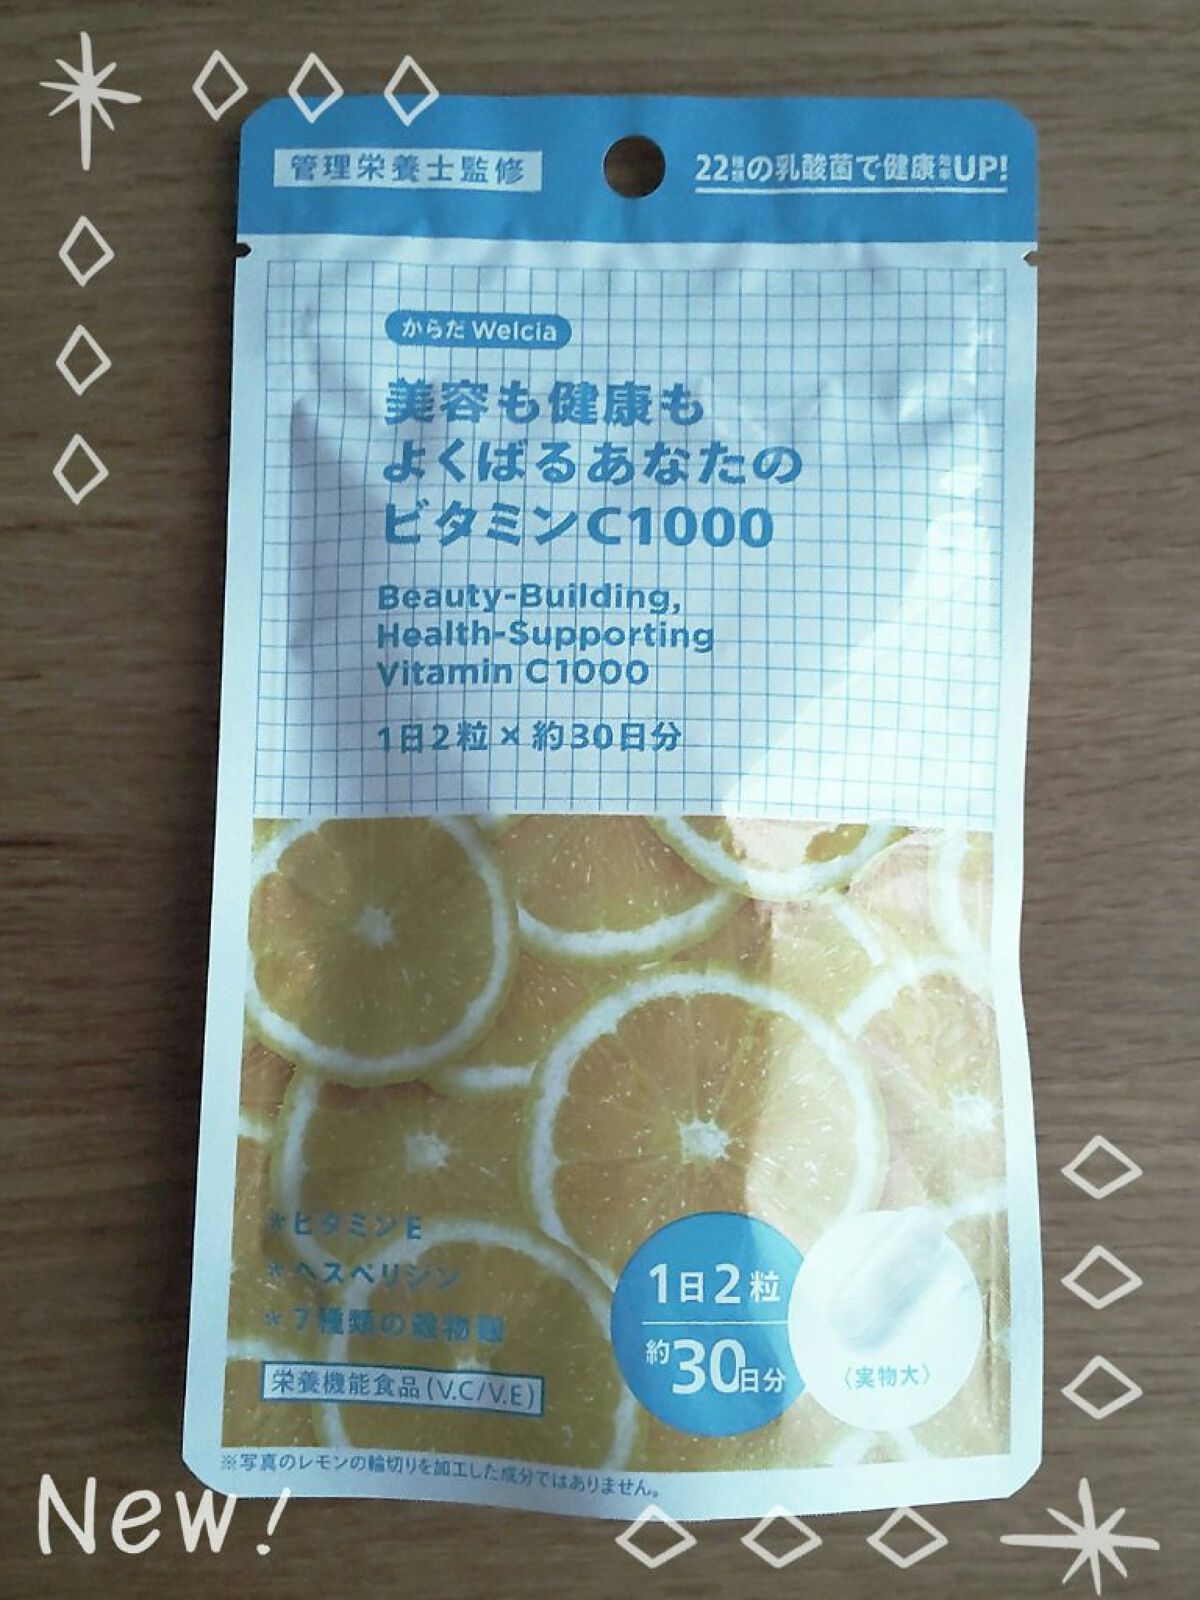 管理栄養士監修
22種類の乳酸菌で健康効果UP!
からだWelcia
美容も健康も
よくばるあなたの
ビタミンC1000
Beauty-Building,
Health-Supporting
Vitamin C1000
1日2粒×約30日分
*ビタミンE
*ヘスペリジン
*7種類の穀物麹
栄養機能食品(V.C/V.E)
1日2粒
約30日分
〈実物大〉
※写真のレモンの輪切りを加工した成分ではありません。
New!